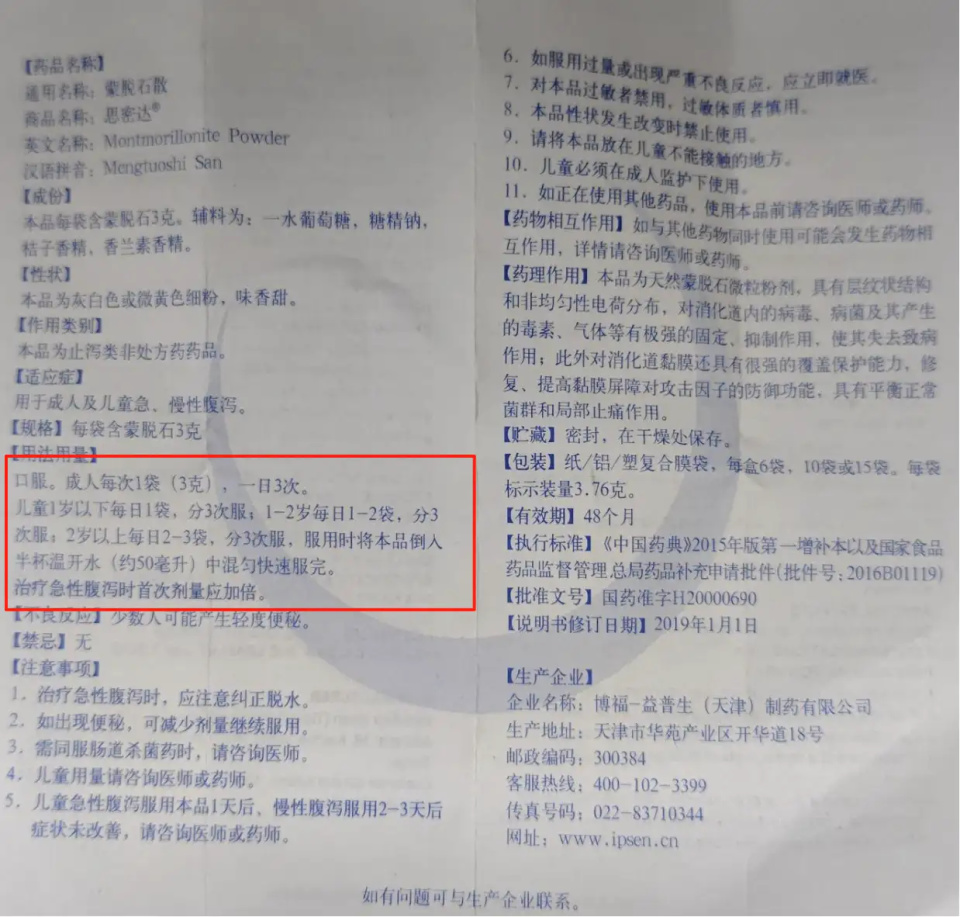 【药品名称】
通用名称：蒙脱石散
商品名称：思密达®
英文名称：Montmorillonite Powder
汉语拼音：Mengtuoshi San
【成份】
本品每袋含蒙脱石3克。辅料为：一水葡萄糖，糖精钠，
桔子香精、香兰素香精。
【性状】
本品为灰白色或微黄色细粉，味香甜。
【作用类别】
本品为止泻类非处方药药品。
【适应症】
用于成人及儿童急、慢性腹泻。
【规格】每袋含蒙脱石3克
【用法用量】
口服。成人每次1袋（3克），一日3次。
儿童1岁以下每日1袋，分3次服；1-2岁每日1-2袋，分3
次服；2岁以上每日2-3袋，分3次服，服用时将本品倒入
半杯温开水（约50毫升）中混匀快速服完。
治疗急性腹泻时首次剂量应加倍。
【不良反应】少数人可能产生轻度便秘。
【禁忌】无
【注意事项】
1．治疗急性腹泻时，应注意纠正脱水。
2．如出现便秘，可减少剂量继续服用。
3．需同服肠道杀菌药时，请咨询医师。
4．儿童用量请咨询医师或药师。
5．儿童急性腹泻服用本品1天后、慢性腹泻服用2-3天后
症状未改善，请咨询医师或药师。
6．如服用过量或出现严重不良反应，应立即就医。
7．对本品过敏者禁用，过敏体质者慎用。
8．本品性状发生改变时禁止使用。
9．请将本品放在儿童不能接触的地方。
10．儿童必须在成人监护下使用。
11．如正在使用其他药品，使用本品前请咨询医师或药师。
【药物相互作用】如与其他药物同时使用可能会发生药物相
互作用，详情请咨询医师或药师。
【药理作用】本品为天然蒙脱石微粒粉剂，具有层纹状结构
和非均匀性电荷分布，对消化道内的病毒、病菌及其产生
的毒素、气体等有极强的固定、抑制作用，使其失去致病
作用；此外对消化道黏膜还具有很强的覆盖保护能力，修
复、提高黏膜屏障对攻击因子的防御功能，具有平衡正常
菌群和局部止痛作用。
【贮藏】密封，在干燥处保存。
【包装】纸/铝/塑复合膜袋，每盒6袋，10袋或15袋。每袋
标示装量3.76克。
【有效期】48个月
【执行标准】《中国药典》2015年版第一增补本以及国家食品
药品监督管理总局药品补充申请批件(批件号：2016B01119)
【批准文号】国药准字H20000690
【说明书修订日期】2019年1月1日
【生产企业】
企业名称：博福-益普生（天津）制药有限公司
生产地址：天津市华苑产业区开华道18号
邮政编码：300384
客服热线：400-102-3399
传真号码：022-83710344
网址：www.ipsen.cn
如有问题可与生产企业联系。